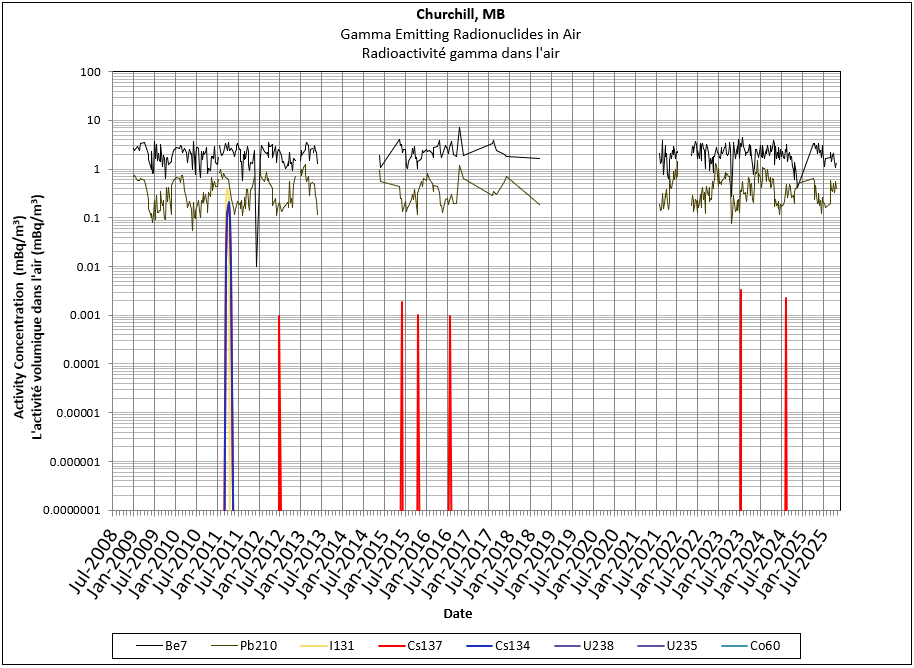 Churchill, MB
Gamma Emitting Radionuclides in Air
Radioactivité gamma dans l'air
Activity Concentration (mBq/m³)
L'activité volumique dans l'air (mBq/m³)
100
10
1
0.1
0.01
0.001
0.0001
0.00001
0.000001
0.0000001
Jul-2008
Jan-2009
Jul-2009
Jan-2010
Jul-2010
Jan-2011
Jul-2011
Jan-2012
Jul-2012
Jan-2013
Jul-2013
Jan-2014
Jul-2014
Jan-2015
Jul-2015
Jan-2016
Jul-2016
Jan-2017
Jul-2017
Jan-2018
Jul-2018
Jan-2019
Jul-2019
Jan-2020
Jul-2020
Jan-2021
Jul-2021
Jan-2022
Jul-2022
Jan-2023
Jul-2023
Jan-2024
Jul-2024
Jan-2025
Jul-2025
Date
Be7 Pb210 I131 Cs137 Cs134 U238 U235 Co60